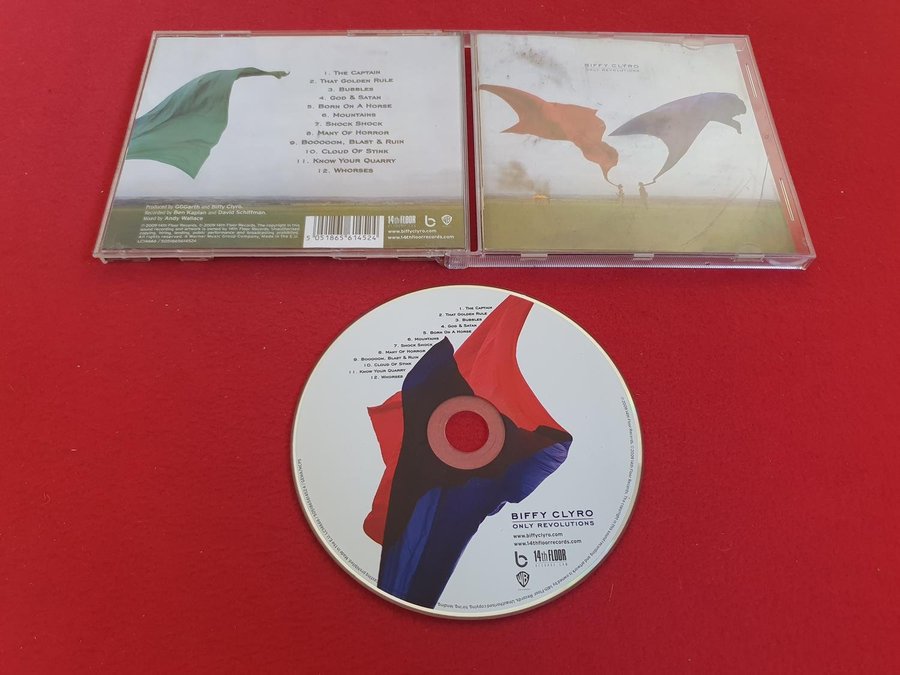 1. The Captain
2. That Golden Rule
3. Bubbles
4. God & Satan
5. Born On A Horse
6. Mountains
7. Shock Shock
8. Many Of Horror
9. Booooom, Blast & Ruin
10. Cloud Of Stink
11. Know Your Quarry
12. Whorses
Produced by GGGarth and Biffy Clyro.
Recorded by Ben Kaplan and David Schiffman.
Mixed by Andy Wallace
5 051865 614524
14th FLOOR
www.biffyclyro.com
www.14thfloorrecords.com
BIFFY CLYRO
ONLY REVOLUTIONS
1. The Captain
2. That Golden Rule
3. Bubbles
4. God & Satan
5. Born On A Horse
6. Mountains
7. Shock Shock
8. Many Of Horror
9. Booooom, Blast & Ruin
10. Cloud Of Stink
11. Know Your Quarry
12. Whorses
BIFFY CLYRO
ONLY REVOLUTIONS
www.biffyclyro.com
www.14thfloorrecords.com
14th FLOOR
RECORDS.COM